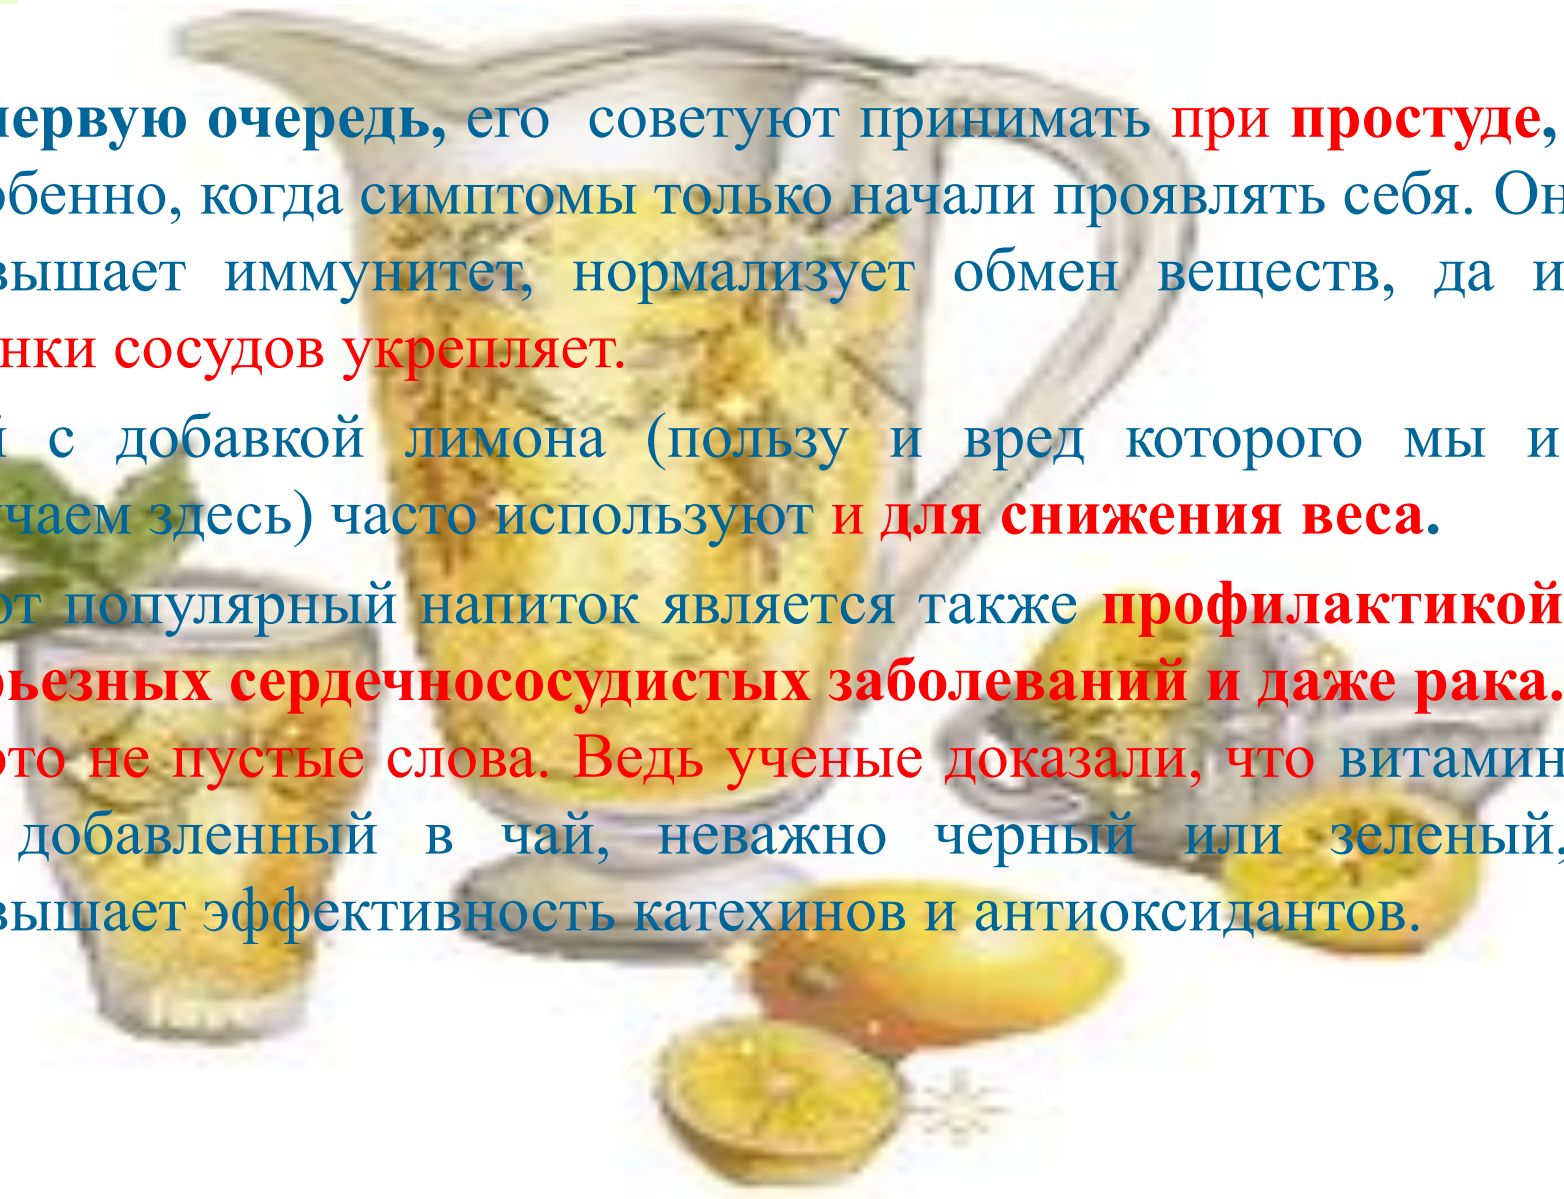 первую очередь, его советуют принимать при простуде,
обенно, когда симптомы только начали проявлять себя. Он
вышает иммунитет, нормализует обмен веществ, да и
нки сосудов укрепляет.
й с добавкой лимона (пользу и вред которого мы и
учаем здесь) часто используют и для снижения веса.
от популярный напиток является также профилактикой
рьезных сердечнососудистых заболеваний и даже рака.
это не пустые слова. Ведь ученые доказали, что витамин
добавленный в чай, неважно черный или зеленый,
вышает эффективность катехинов и антиоксидантов.